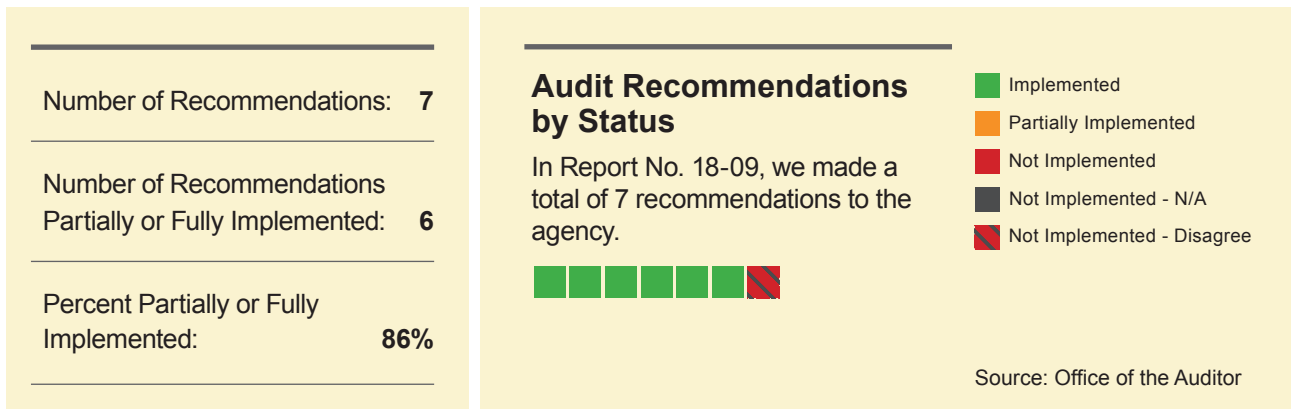 Number of Recommendations: 7
Number of Recommendations
Partially or Fully Implemented: 6
Percent Partially or Fully
Implemented: 86%
Audit Recommendations
by Status
In Report No. 18-09, we made a
total of 7 recommendations to the
agency.
Implemented
Partially Implemented
Not Implemented
Not Implemented - N/A
Not Implemented - Disagree
Source: Office of the Auditor